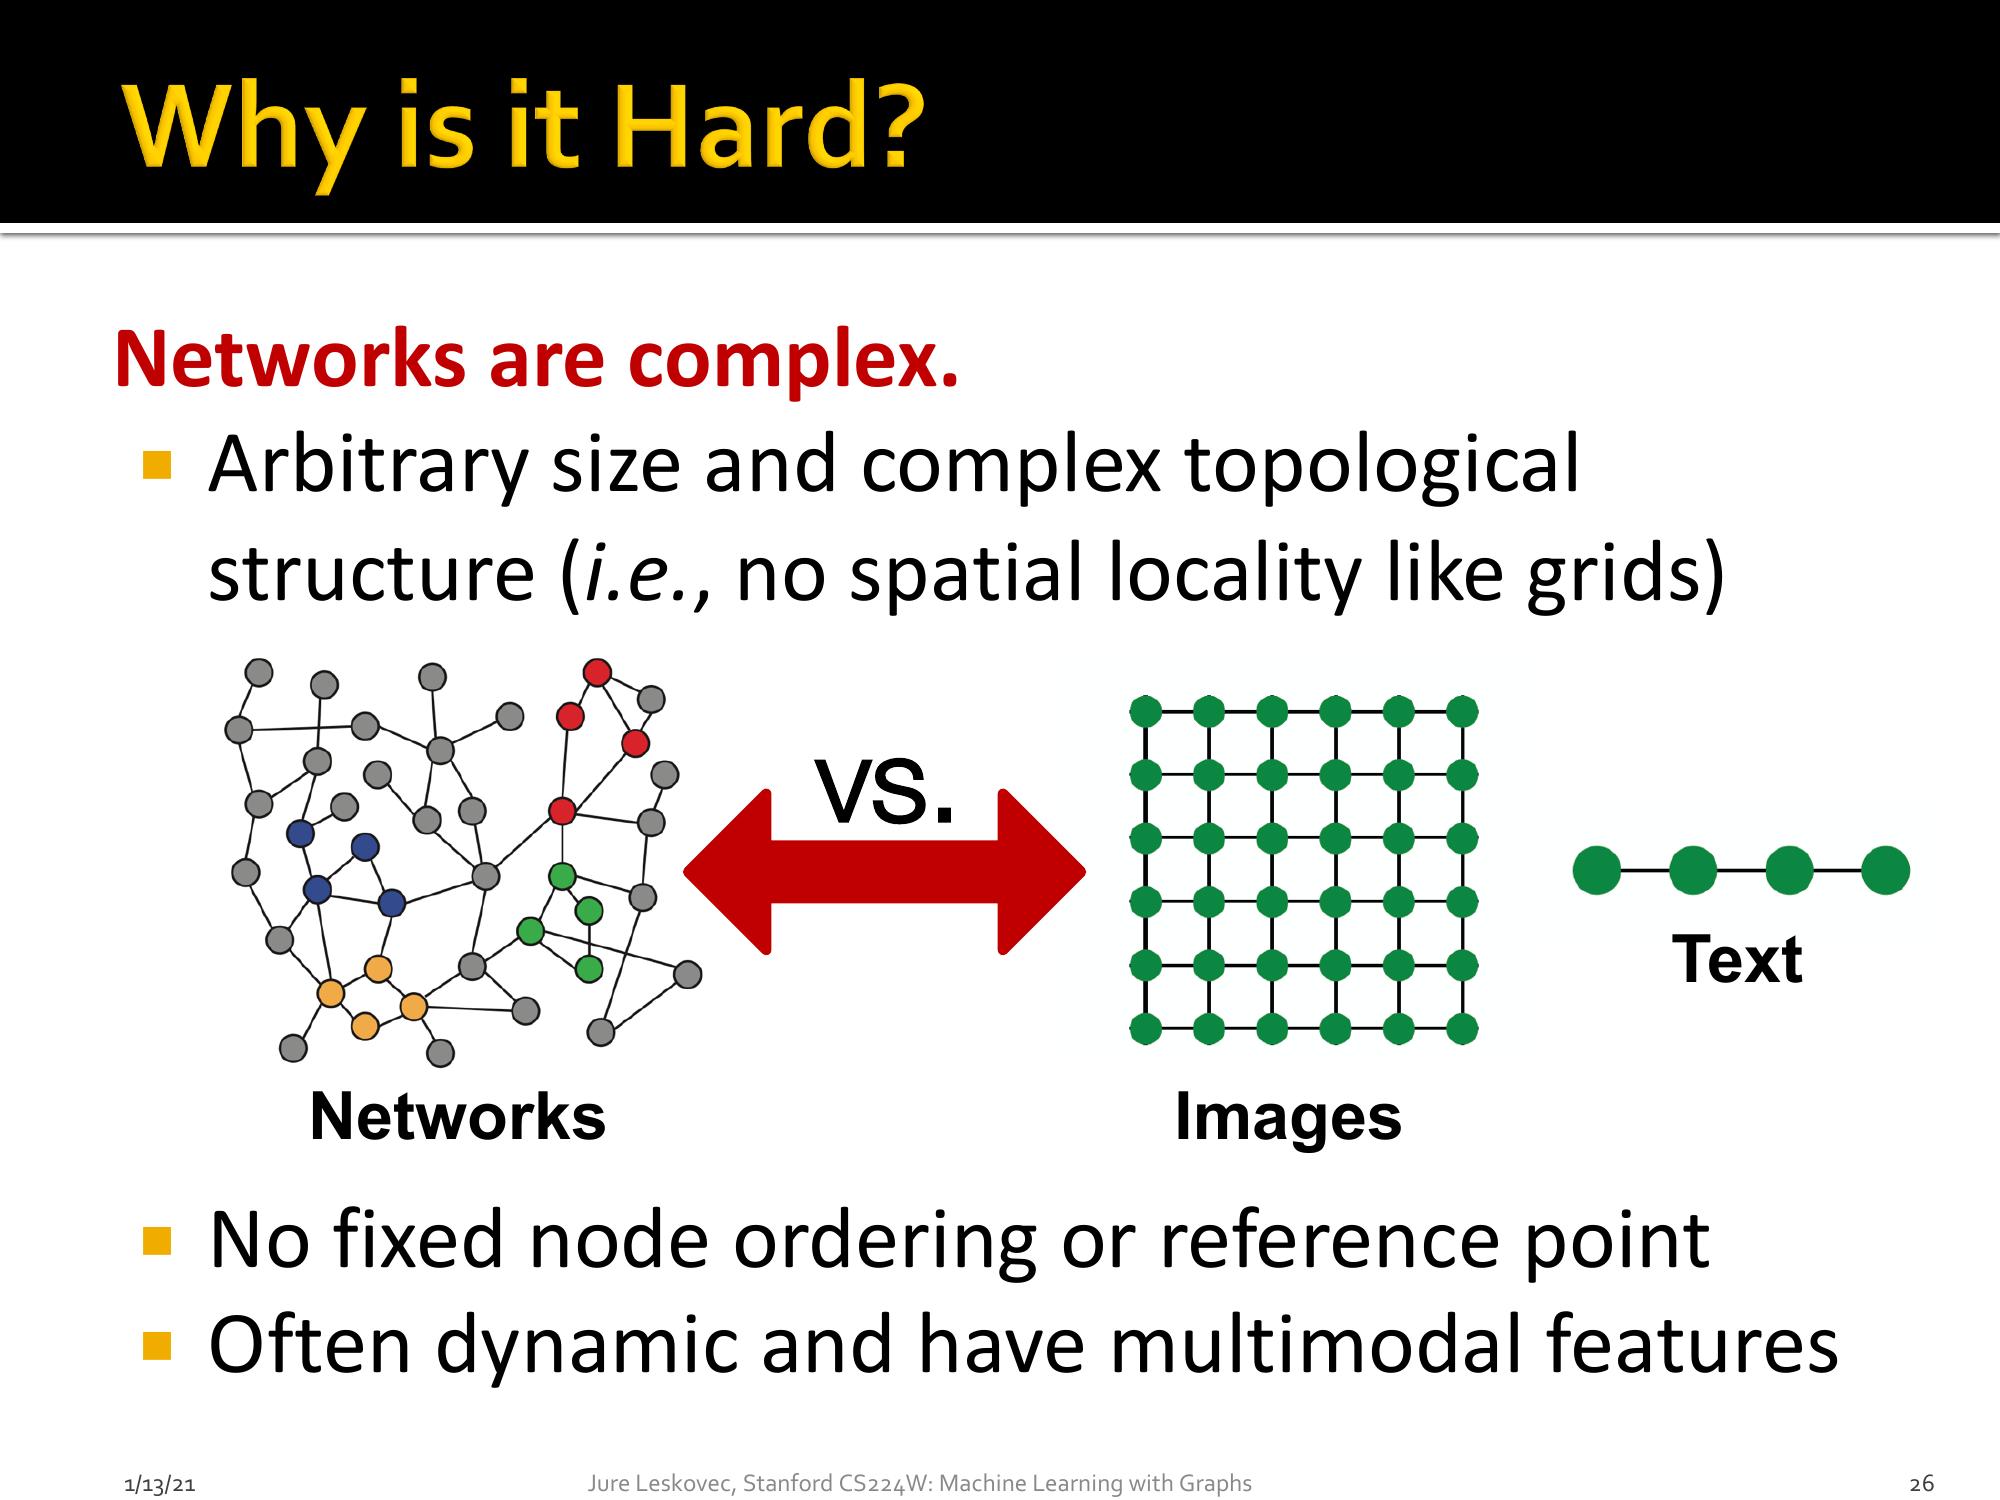 Why is it Hard?
Networks are complex.
Arbitrary size and complex topological
structure (i.e., no spatial locality like grids)
vs.
Text
Networks
Images
No fixed node ordering or reference point
Often dynamic and have multimodal features
1/13/21
Jure Leskovec, Stanford CS224W: Machine Learning with Graphs
26